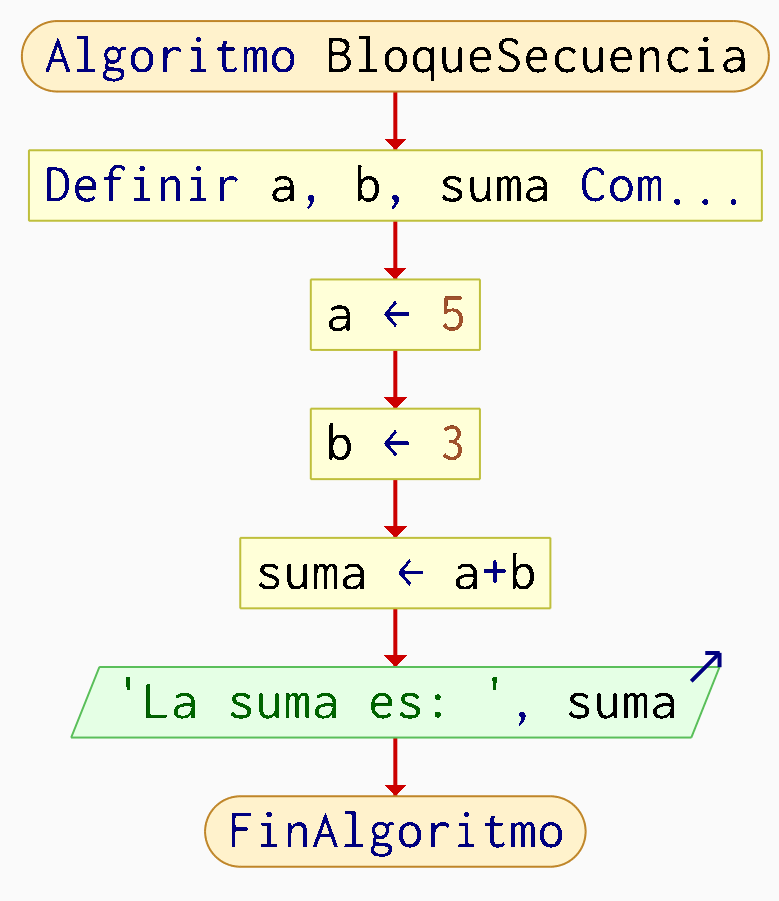 Algoritmo BloqueSecuencia
Definir a, b, suma Com...
a ← 5
b ← 3
suma ← a+b
'La suma es: ', suma
FinAlgoritmo